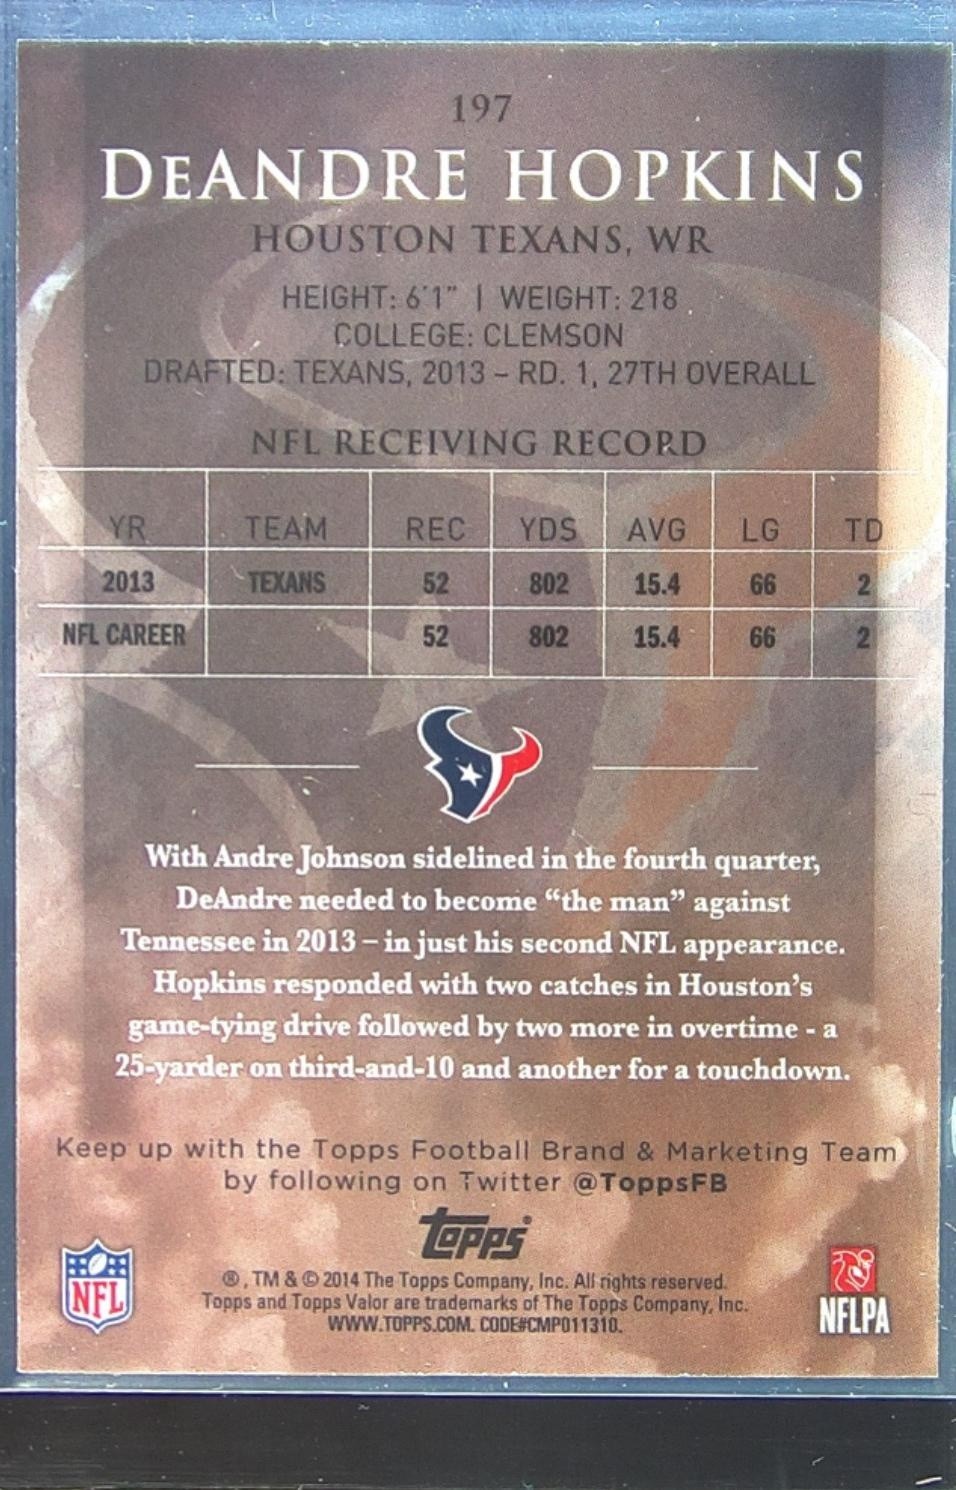 197
DeANDRE HOPKINS
HOUSTON TEXANS, WR
HEIGHT: 6'1" | WEIGHT: 218
COLLEGE: CLEMSON
DRAFTED: TEXANS, 2013 – RD. 1, 27TH OVERALL
NFL RECEIVING RECORD
YR TEAM REC YDS AVG LG TD
2013 TEXANS 52 802 15.4 66 2
NFL CAREER 52 802 15.4 66 2
With Andre Johnson sidelined in the fourth quarter,
DeAndre needed to become “the man” against
Tennessee in 2013 – in just his second NFL appearance.
Hopkins responded with two catches in Houston’s
game-tying drive followed by two more in overtime - a
25-yarder on third-and-10 and another for a touchdown.
Keep up with the Topps Football Brand & Marketing Team
by following on Twitter @ToppsFB
topps
®, TM & © 2014 The Topps Company, Inc. All rights reserved.
Topps and Topps Valor are trademarks of The Topps Company, Inc.
WWW.TOPPS.COM. CODE#CMP011310.
NFL
NFLPA